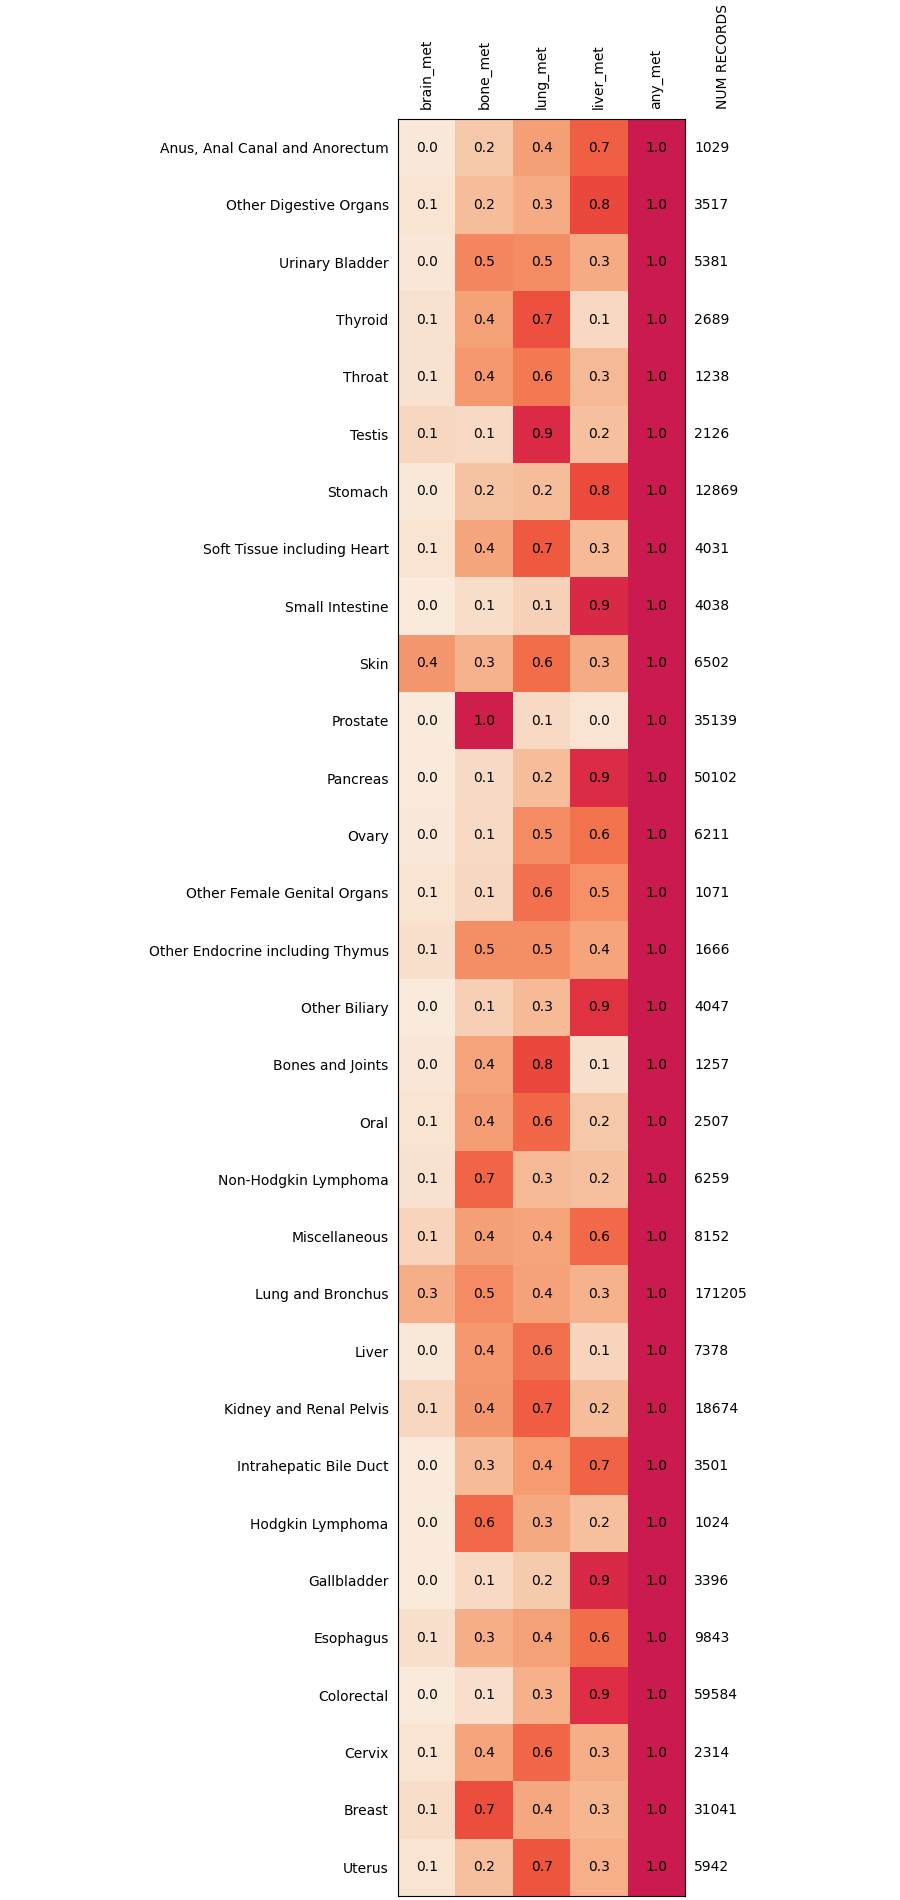 brain_met bone_met lung_met liver_met any_met NUM RECORDS
Anus, Anal Canal and Anorectum 0.0 0.2 0.4 0.7 1.0 1029
Other Digestive Organs 0.1 0.2 0.3 0.8 1.0 3517
Urinary Bladder 0.0 0.5 0.5 0.3 1.0 5381
Thyroid 0.1 0.4 0.7 0.1 1.0 2689
Throat 0.1 0.4 0.6 0.3 1.0 1238
Testis 0.1 0.1 0.9 0.2 1.0 2126
Stomach 0.0 0.2 0.2 0.8 1.0 12869
Soft Tissue including Heart 0.1 0.4 0.7 0.3 1.0 4031
Small Intestine 0.0 0.1 0.1 0.9 1.0 4038
Skin 0.4 0.3 0.6 0.3 1.0 6502
Prostate 0.0 1.0 0.1 0.0 1.0 35139
Pancreas 0.0 0.1 0.2 0.9 1.0 50102
Ovary 0.0 0.1 0.5 0.6 1.0 6211
Other Female Genital Organs 0.1 0.1 0.6 0.5 1.0 1071
Other Endocrine including Thymus 0.1 0.5 0.5 0.4 1.0 1666
Other Biliary 0.0 0.1 0.3 0.9 1.0 4047
Bones and Joints 0.0 0.4 0.8 0.1 1.0 1257
Oral 0.1 0.4 0.6 0.2 1.0 2507
Non-Hodgkin Lymphoma 0.1 0.7 0.3 0.2 1.0 6259
Miscellaneous 0.1 0.4 0.4 0.6 1.0 8152
Lung and Bronchus 0.3 0.5 0.4 0.3 1.0 171205
Liver 0.0 0.4 0.6 0.1 1.0 7378
Kidney and Renal Pelvis 0.1 0.4 0.7 0.2 1.0 18674
Intrahepatic Bile Duct 0.0 0.3 0.4 0.7 1.0 3501
Hodgkin Lymphoma 0.0 0.6 0.3 0.2 1.0 1024
Gallbladder 0.0 0.1 0.2 0.9 1.0 3396
Esophagus 0.1 0.3 0.4 0.6 1.0 9843
Colorectal 0.0 0.1 0.3 0.9 1.0 59584
Cervix 0.1 0.4 0.6 0.3 1.0 2314
Breast 0.1 0.7 0.4 0.3 1.0 31041
Uterus 0.1 0.2 0.7 0.3 1.0 5942